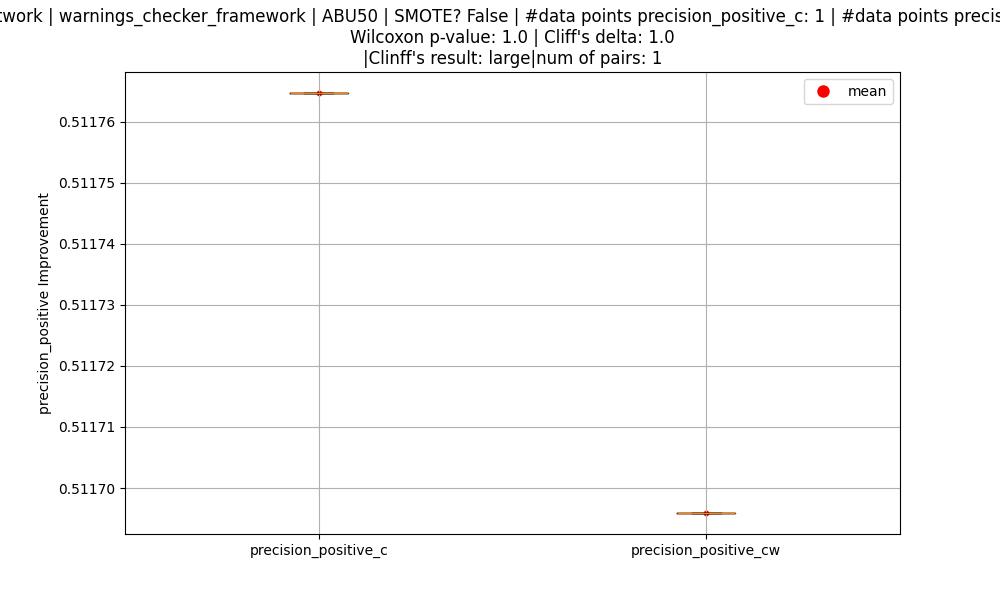 | warnings_checker_framework | ABU50 | SMOTE? False | #data points precision_positive_c: 1 | #data points
Wilcoxon p-value: 1.0 | Cliff's delta: 1.0
|Clinff's result: large|num of pairs: 1
mean
0.51176
0.51175
0.51174
0.51173
0.51172
0.51171
0.51170
precision_positive Improvement
precision_positive_c
precision_positive_cw